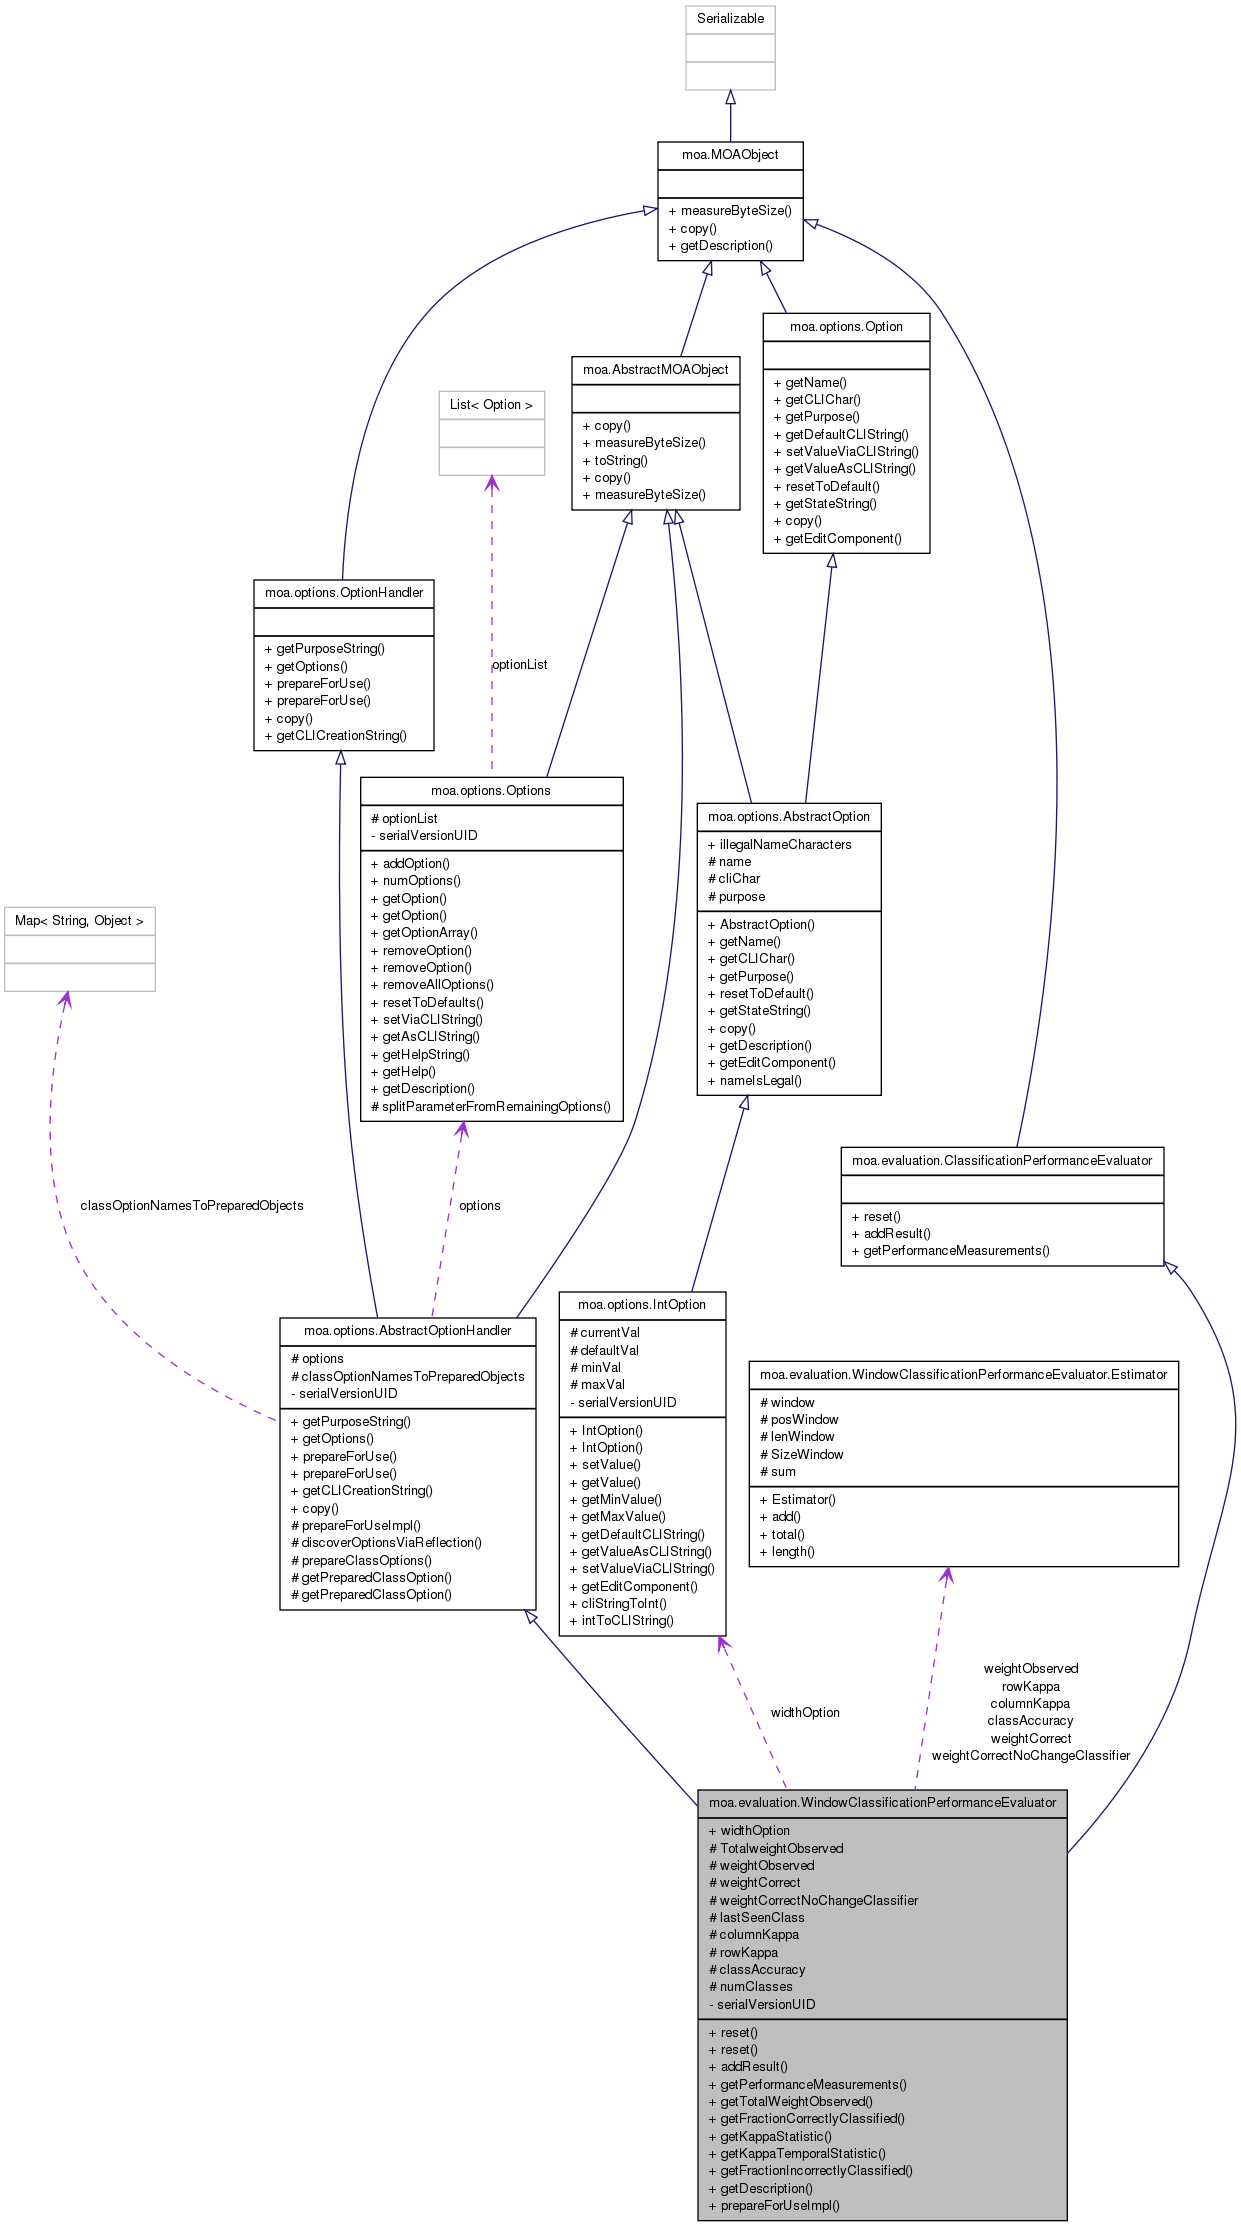 Serializable
moa.MOAObject
+ measureByteSize()
+ copy()
+ getDescription()
moa.options.Option
+ getName()
+ getCLIChar()
+ getPurpose()
+ getDefaultCLIString()
+ setValueViaCLIString()
+ getValueAsCLIString()
+ resetToDefault()
+ getStateString()
+ copy()
+ getEditComponent()
moa.AbstractMOAObject
+ copy()
+ measureByteSize()
+ toString()
+ copy()
+ measureByteSize()
List< Option >
moa.options.OptionHandler
+ getPurposeString()
+ getOptions()
+ prepareForUse()
+ prepareForUse()
+ copy()
+ getCLICreationString()
optionList
moa.options.Options
# optionList
- serialVersionUID
+ addOption()
+ numOptions()
+ getOption()
+ getOption()
+ getOptionArray()
+ removeOption()
+ removeOption()
+ removeAllOptions()
+ resetToDefaults()
+ setViaCLIString()
+ getAsCLIString()
+ getHelpString()
+ getHelp()
+ getDescription()
# splitParameterFromRemainingOptions()
moa.options.AbstractOption
+ illegalNameCharacters
# name
# cliChar
# purpose
+ AbstractOption()
+ getName()
+ getCLIChar()
+ getPurpose()
+ resetToDefault()
+ getStateString()
+ copy()
+ getDescription()
+ getEditComponent()
+ nameIsLegal()
Map< String, Object >
moa.evaluation.ClassificationPerformanceEvaluator
+ reset()
+ addResult()
+ getPerformanceMeasurements()
classOptionNamesToPreparedObjects
options
moa.options.AbstractOptionHandler
# options
# classOptionNamesToPreparedObjects
- serialVersionUID
+ getPurposeString()
+ getOptions()
+ prepareForUse()
+ prepareForUse()
+ getCLICreationString()
+ copy()
# prepareForUseImpl()
# discoverOptionsViaReflection()
# prepareClassOptions()
# getPreparedClassOption()
# getPreparedClassOption()
moa.options.IntOption
# currentVal
# defaultVal
# minVal
# maxVal
- serialVersionUID
+ IntOption()
+ IntOption()
+ setValue()
+ getValue()
+ getMinValue()
+ getMaxValue()
+ getDefaultCLIString()
+ getValueAsCLIString()
+ setValueViaCLIString()
+ getEditComponent()
+ cliStringToInt()
+ intToCLIString()
moa.evaluation.WindowClassificationPerformanceEvaluator.Estimator
# window
# posWindow
# lenWindow
# SizeWindow
# sum
+ Estimator()
+ add()
+ total()
+ length()
widthOption
weightObserved
rowKappa
columnKappa
classAccuracy
weightCorrect
weightCorrectNoChangeClassifier
moa.evaluation.WindowClassificationPerformanceEvaluator
+ widthOption
# TotalweightObserved
# weightObserved
# weightCorrect
# weightCorrectNoChangeClassifier
# lastSeenClass
# columnKappa
# rowKappa
# classAccuracy
# numClasses
- serialVersionUID
+ reset()
+ reset()
+ addResult()
+ getPerformanceMeasurements()
+ getTotalWeightObserved()
+ getFractionCorrectlyClassified()
+ getKappaStatistic()
+ getKappaTemporalStatistic()
+ getFractionIncorrectlyClassified()
+ getDescription()
+ prepareForUseImpl()